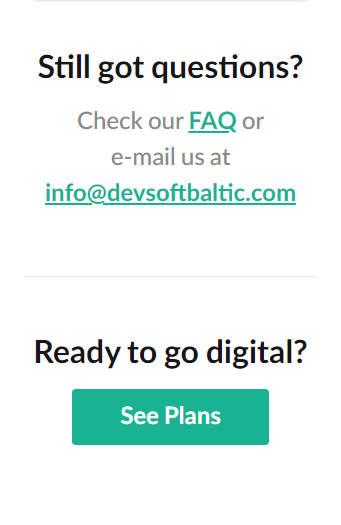 Still got questions?
Check our FAQ or
e-mail us at
info@devsoftbaltic.com
Ready to go digital?
See Plans